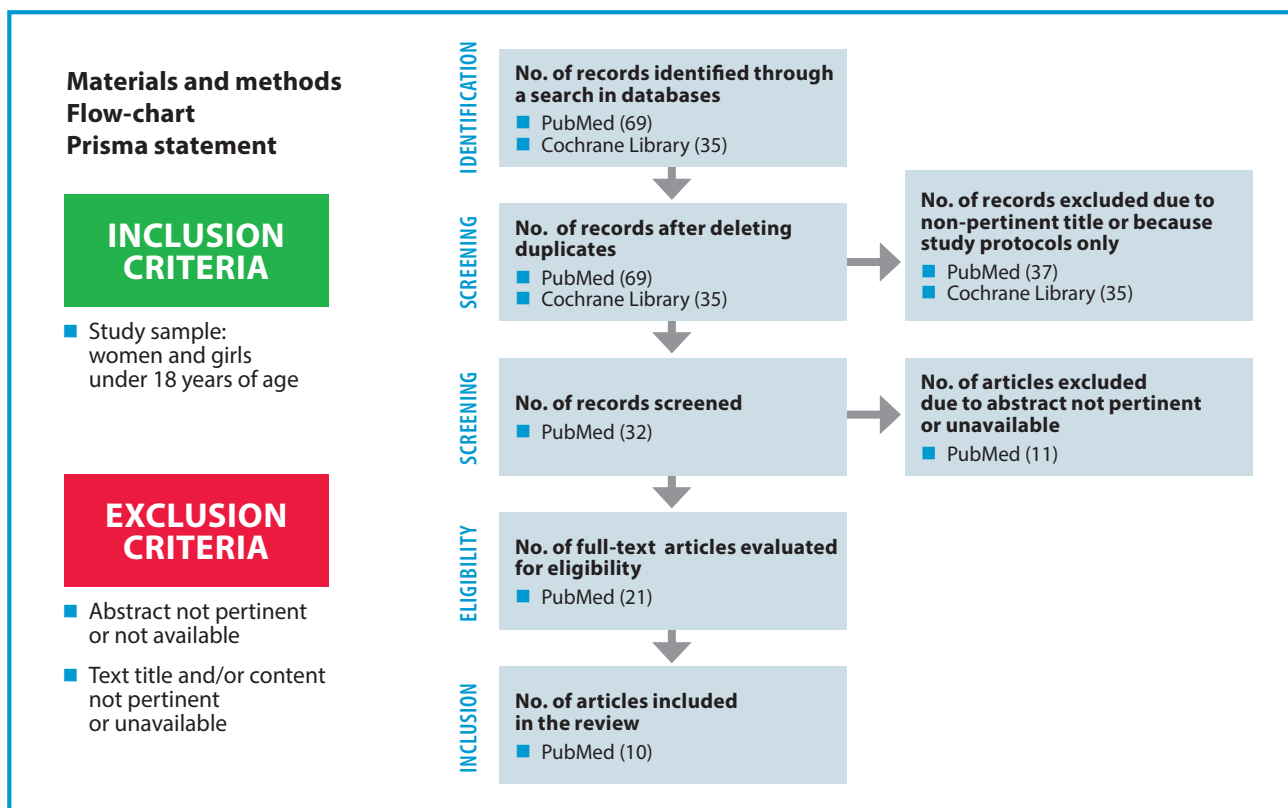 Materials and methods
Flow-chart
Prisma statement
INCLUSION
CRITERIA
■ Study sample:
women and girls
under 18 years of age
EXCLUSION
CRITERIA
■ Abstract not pertinent
or not available
■ Text title and/or content
not pertinent
or unavailable
IDENTIFICATION
No. of records identified through
a search in databases
■ PubMed (69)
■ Cochrane Library (35)
SCREENING
No. of records after deleting
duplicates
■ PubMed (69)
■ Cochrane Library (35)
No. of records excluded due to
non-pertinent title or because
study protocols only
■ PubMed (37)
■ Cochrane Library (35)
SCREENING
No. of records screened
■ PubMed (32)
No. of articles excluded
due to abstract not pertinent
or unavailable
■ PubMed (11)
ELIGIBILITY
No. of full-text articles evaluated
for eligibility
■ PubMed (21)
INCLUSION
No. of articles included
in the review
■ PubMed (10)